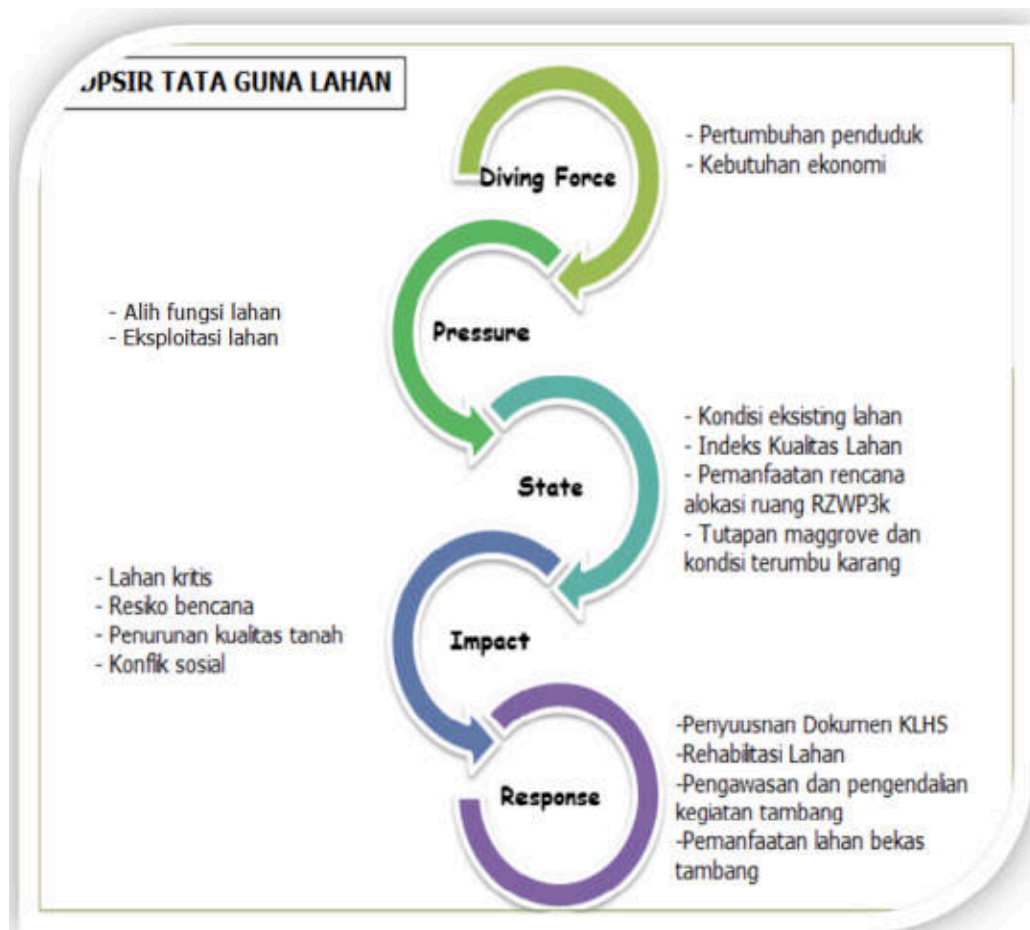 DPSIR TATA GUNA LAHAN
Diving Force
- Pertumbuhan penduduk
- Kebutuhan ekonomi
Pressure
- Alih fungsi lahan
- Eksploitasi lahan
State
- Kondisi eksisting lahan
- Indeks Kualitas Lahan
- Pemanfaatan rencana
alokasi ruang RZWP3k
- Tutapan maggrove dan
kondisi terumbu karang
Impact
- Lahan kritis
- Resiko bencana
- Penurunan kualitas tanah
- Konflik sosial
Response
-Penyuusnan Dokumen KLHS
-Rehabilitasi Lahan
-Pengawasan dan pengendalian
kegiatan tambang
-Pemanfaatan lahan bekas
tambang